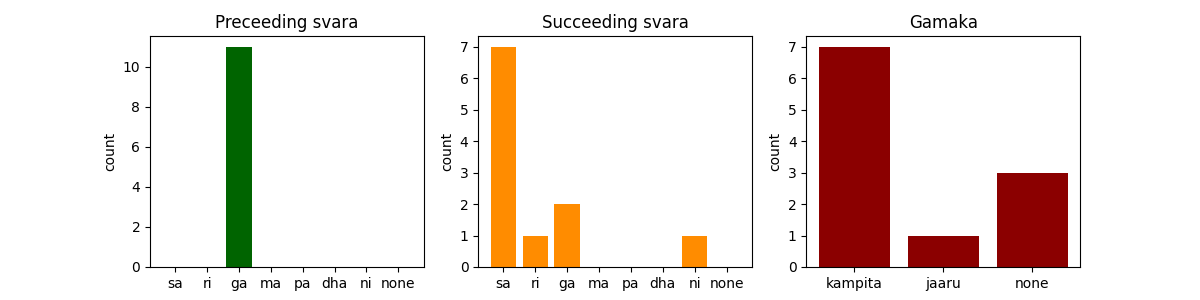 Preceeding svara
count
10
8
6
4
2
0
sa ri ga ma pa dha ni none
Succeeding svara
count
7
6
5
4
3
2
1
0
sa ri ga ma pa dha ni none
Gamaka
count
7
6
5
4
3
2
1
0
kampita jaaru none